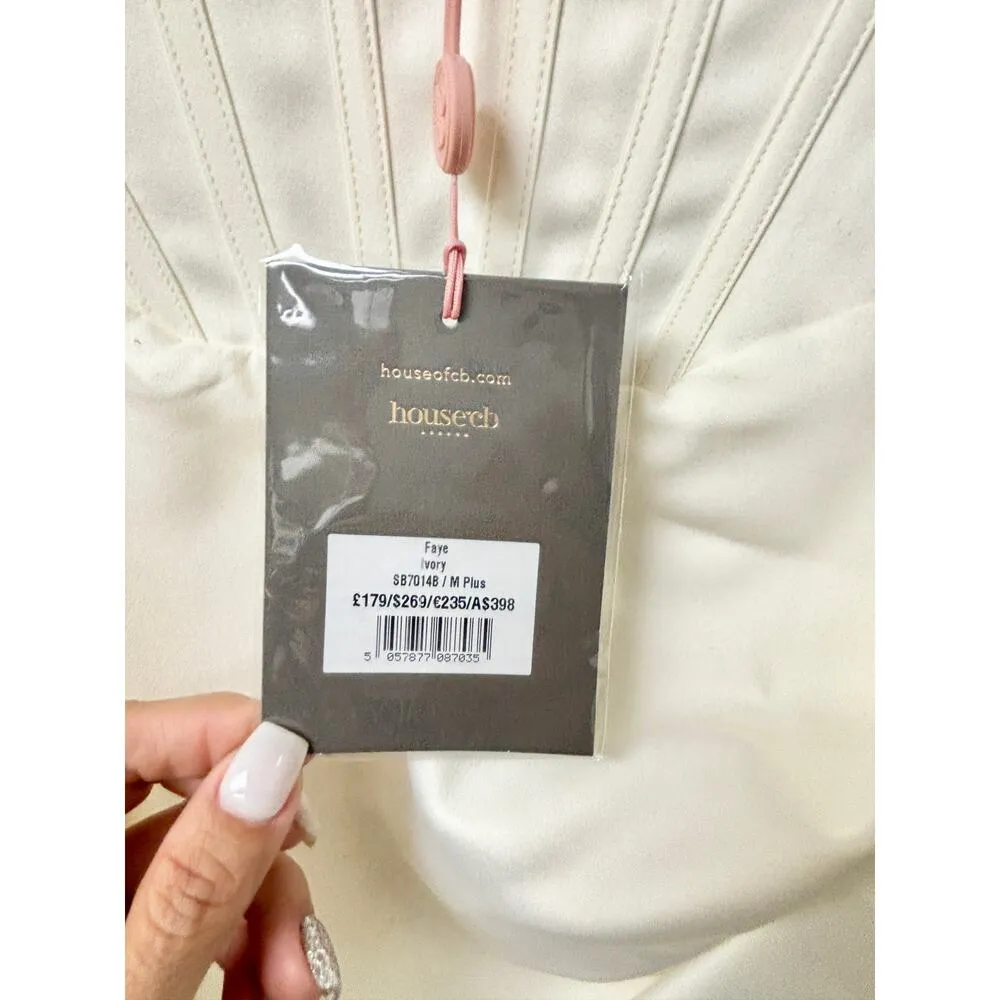 houseofcb.com
house of cb
Faye
Ivory
SB7014B / M Plus
£179/$269/€235/A$398
5 057877 087035